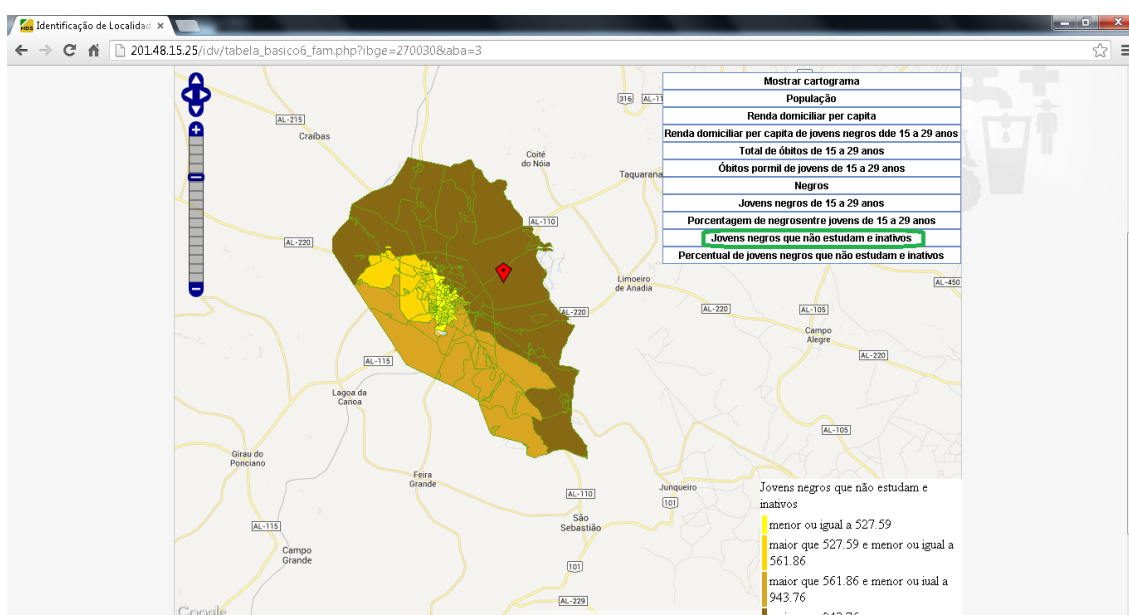 Identificação de Localidad
201.48.15.25/idv/tabela_basico6_fam.php?ibge=270030&aba=3
Mostrar cartograma
População
Renda domiciliar per capita
Renda domiciliar per capita de jovens negros dde 15 a 29 anos
Total de óbitos de 15 a 29 anos
Óbitos pormil de jovens de 15 a 29 anos
Negros
Jovens negros de 15 a 29 anos
Porcentagem de negrosentre jovens de 15 a 29 anos
Jovens negros que não estudam e inativos
Percentual de jovens negros que não estudam e inativos
316
AL-11
AL-215
Craíbas
Coité
do Nóia
Taquarana
AL-110
AL-220
Limoeiro
de Anadia
AL-450
AL-220
AL-220
AL-105
Campo
Alegre
AL-220
AL-115
Lagoa da
Canoa
AL-105
Girau do
Ponciano
Feira
Grande
AL-110
Junqueiro
101
São
Sebastião
AL-115
Campo
Grande
101
AL-229
Google
Jovens negros que não estudam e
inativos
menor ou igual a 527.59
maior que 527.59 e menor ou igual a
561.86
maior que 561.86 e menor ou iual a
943.76